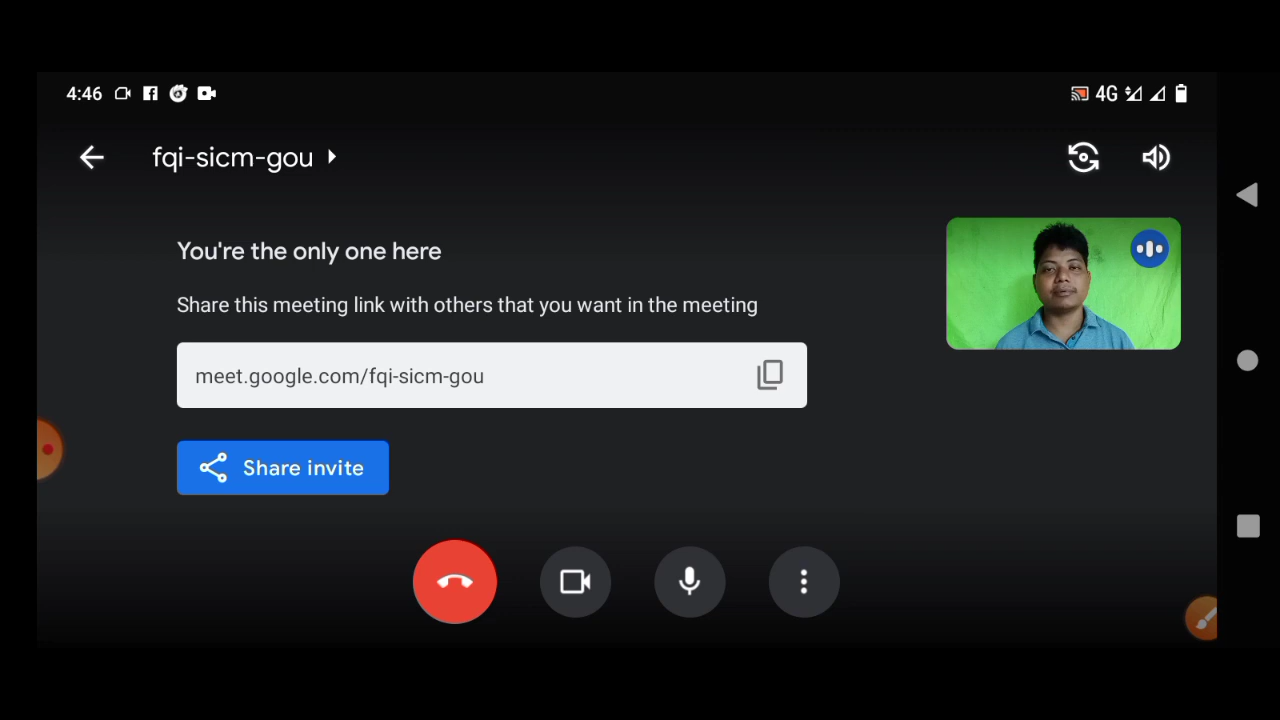 4:46
4G
fqi-sicm-gou
You're the only one here
Share this meeting link with others that you want in the meeting
meet.google.com/fqi-sicm-gou
Share invite